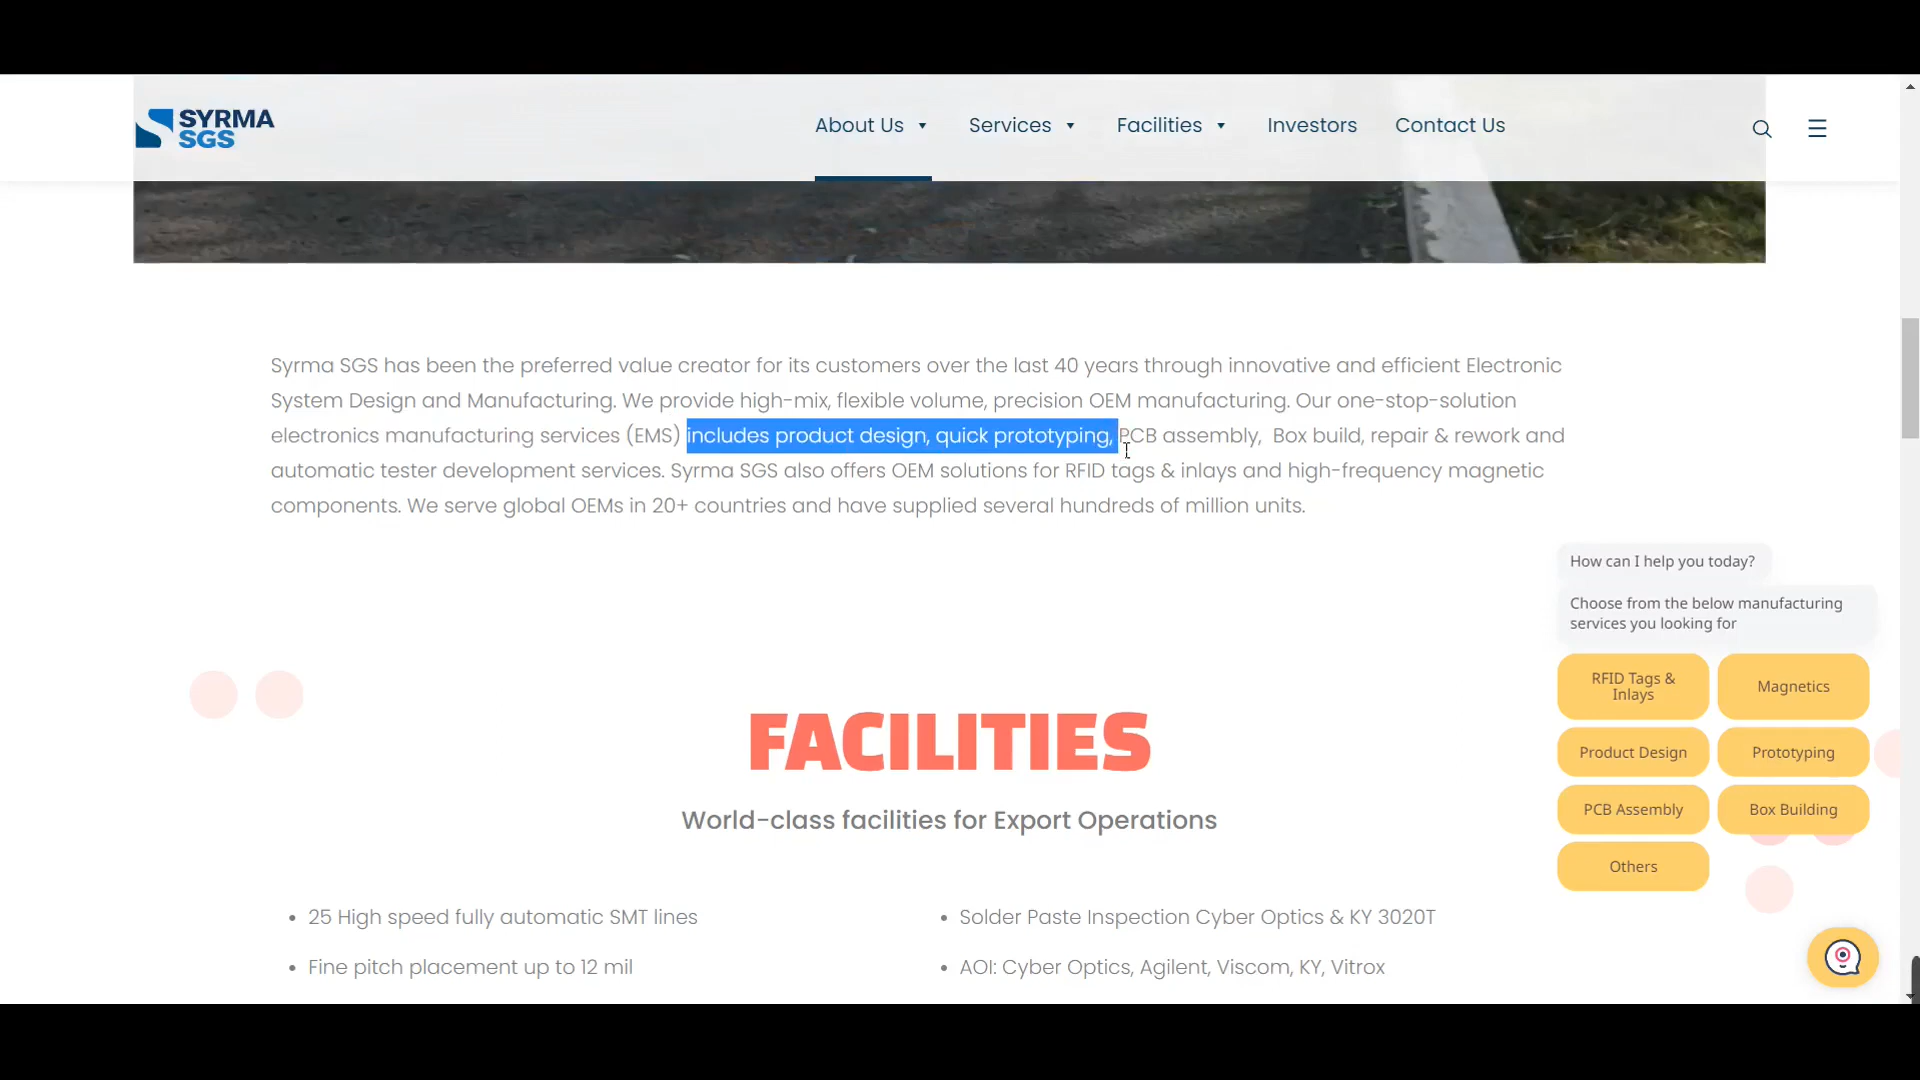 SYRMA
SGS
About Us
Services
Facilities
Investors
Contact Us
Syrma SGS has been the preferred value creator for its customers over the last 40 years through innovative and efficient Electronic
System Design and Manufacturing. We provide high-mix, flexible volume, precision OEM manufacturing. Our one-stop-solution
electronics manufacturing services (EMS) includes product design, quick prototyping, PCB assembly,  Box build, repair & rework and
automatic tester development services. Syrma SGS also offers OEM solutions for RFID tags & inlays and high-frequency magnetic
components. We serve global OEMs in 20+ countries and have supplied several hundreds of million units.
How can I help you today?
Choose from the below manufacturing
services you looking for
RFID Tags &
Inlays
Magnetics
Product Design
Prototyping
PCB Assembly
Box Building
Others
FACILITIES
World-class facilities for Export Operations
• 25 High speed fully automatic SMT lines
• Fine pitch placement up to 12 mil
• Solder Paste Inspection Cyber Optics & KY 3020T
• AOI: Cyber Optics, Agilent, Viscom, KY, Vitrox